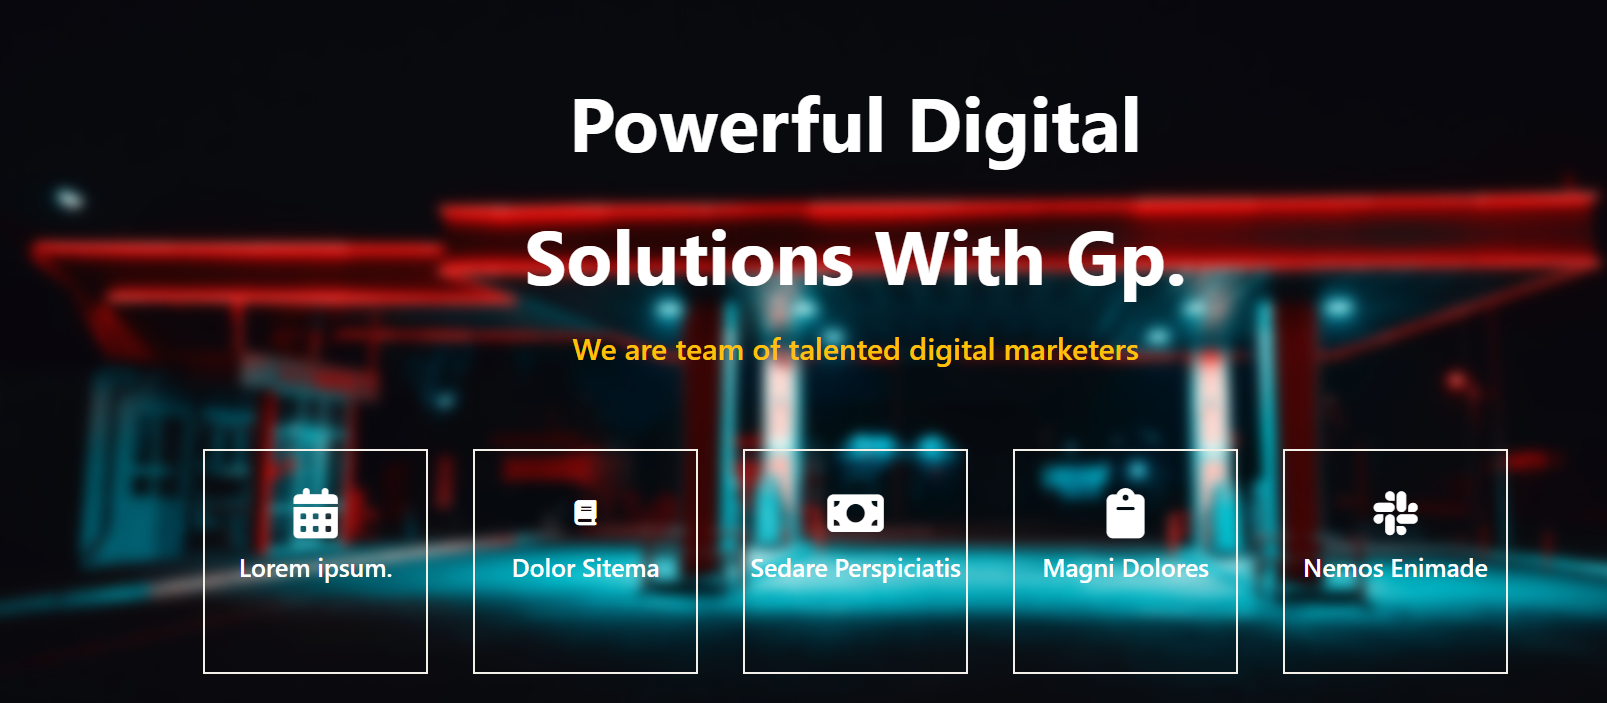 Powerful Digital
Solutions With Gp.
We are team of talented digital marketers
Lorem ipsum.
Dolor Sitema
Sedare Perspiciatis
Magni Dolores
Nemos Enimade